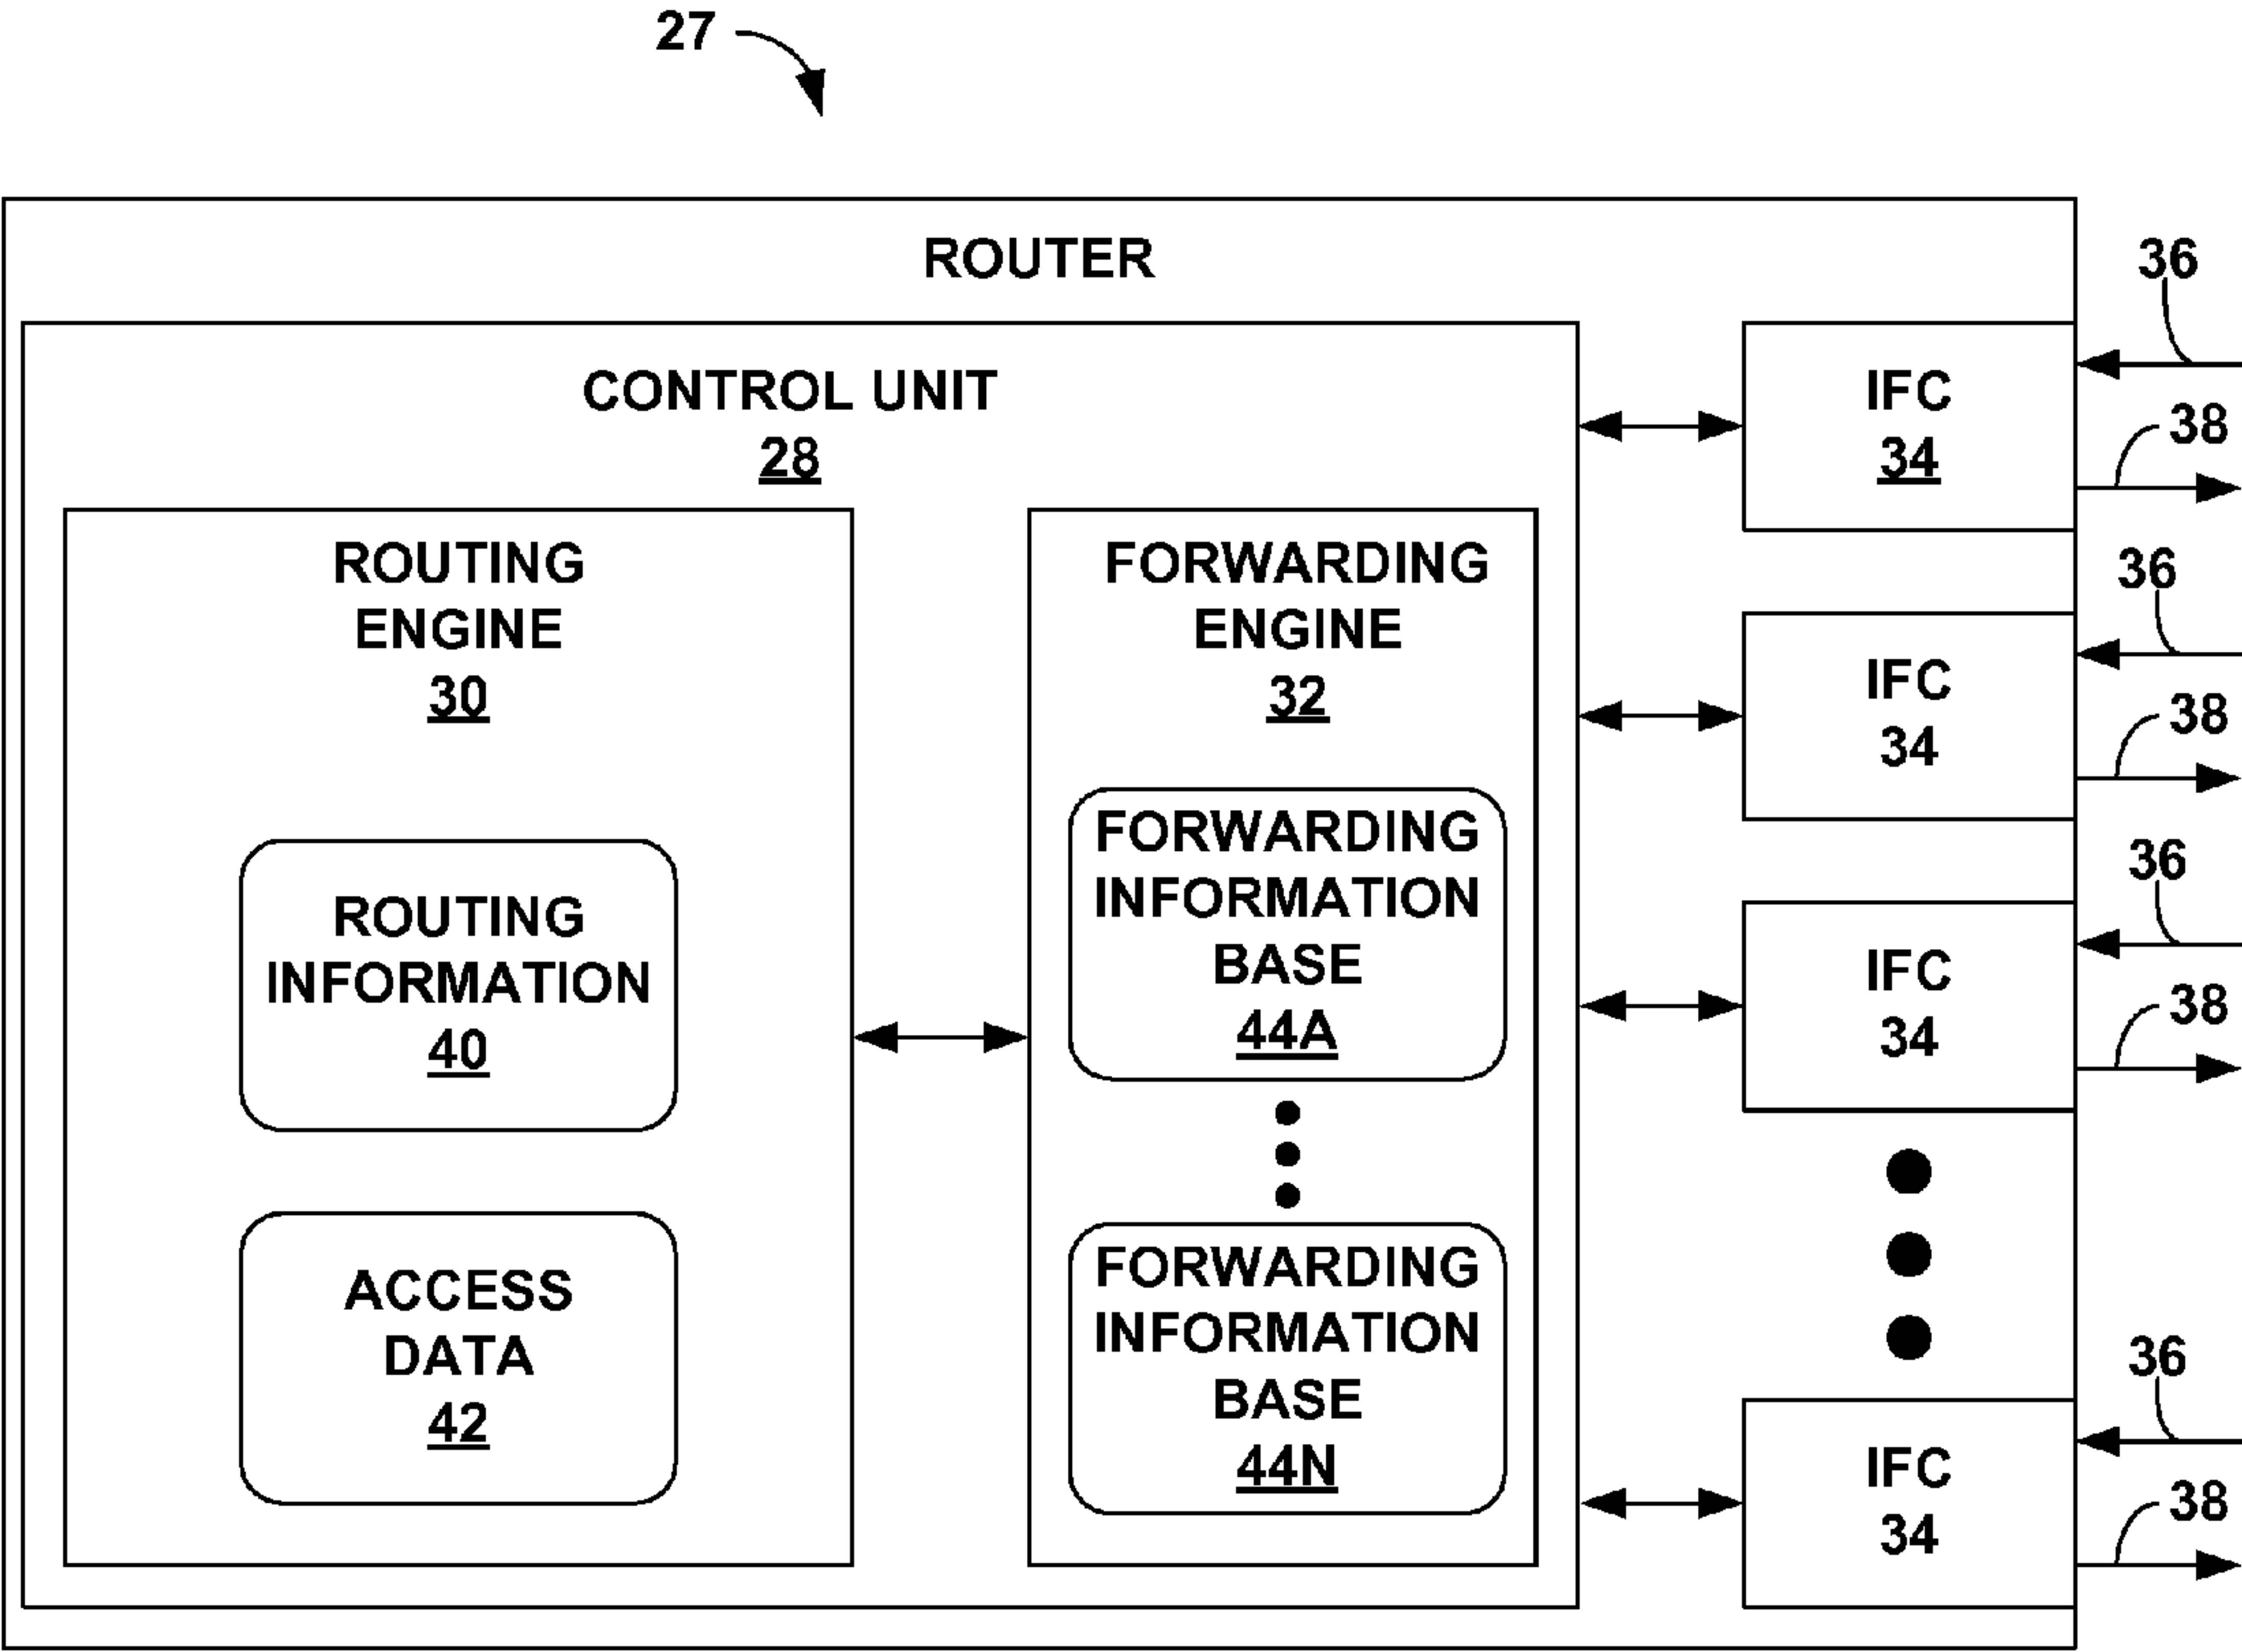 27
ROUTER
CONTROL UNIT
28
ROUTING
ENGINE
30
ROUTING
INFORMATION
40
ACCESS
DATA
42
FORWARDING
ENGINE
32
FORWARDING
INFORMATION
BASE
44A
FORWARDING
INFORMATION
BASE
44N
IFC
34
36
38
IFC
34
36
38
IFC
34
36
38
IFC
34
36
38